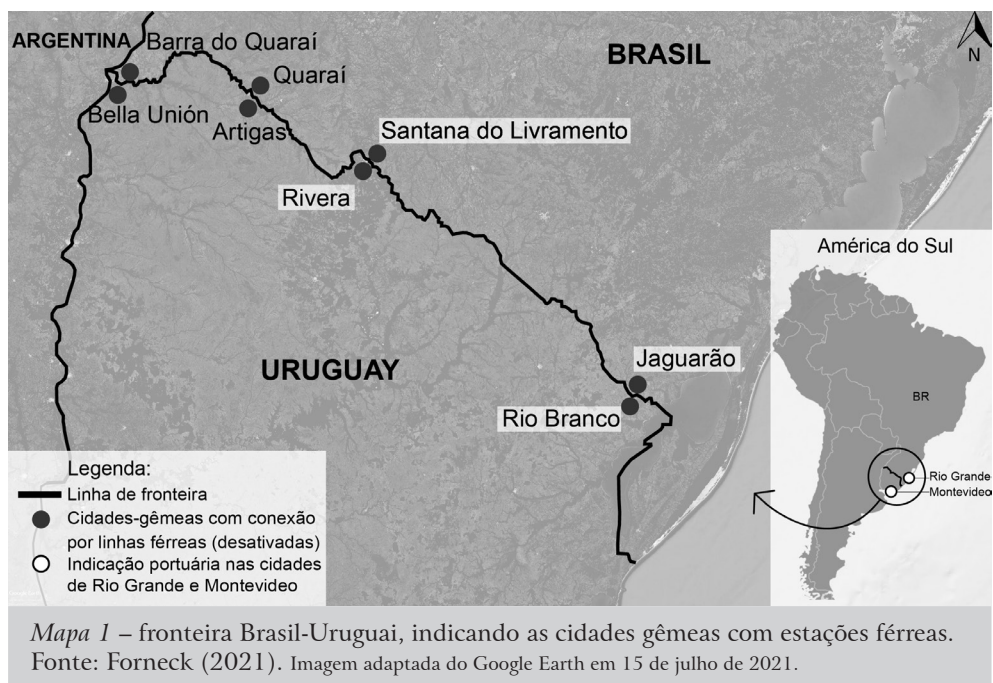 ARGENTINA
Barra do Quaraí
BRASIL
N
Quaraí
Bella Unión
Artigas
Santana do Livramento
Rivera
América do Sul
URUGUAY
Jaguarão
Rio Branco
BR
Rio Grande
Montevideo
Legenda:
Linha de fronteira
Cidades-gêmeas com conexão
por linhas férreas (desativadas)
Indicação portuária nas cidades
de Rio Grande e Montevideo
Mapa 1 – fronteira Brasil-Uruguai, indicando as cidades gêmeas com estações férreas.
Fonte: Forneck (2021). Imagem adaptada do Google Earth em 15 de julho de 2021.